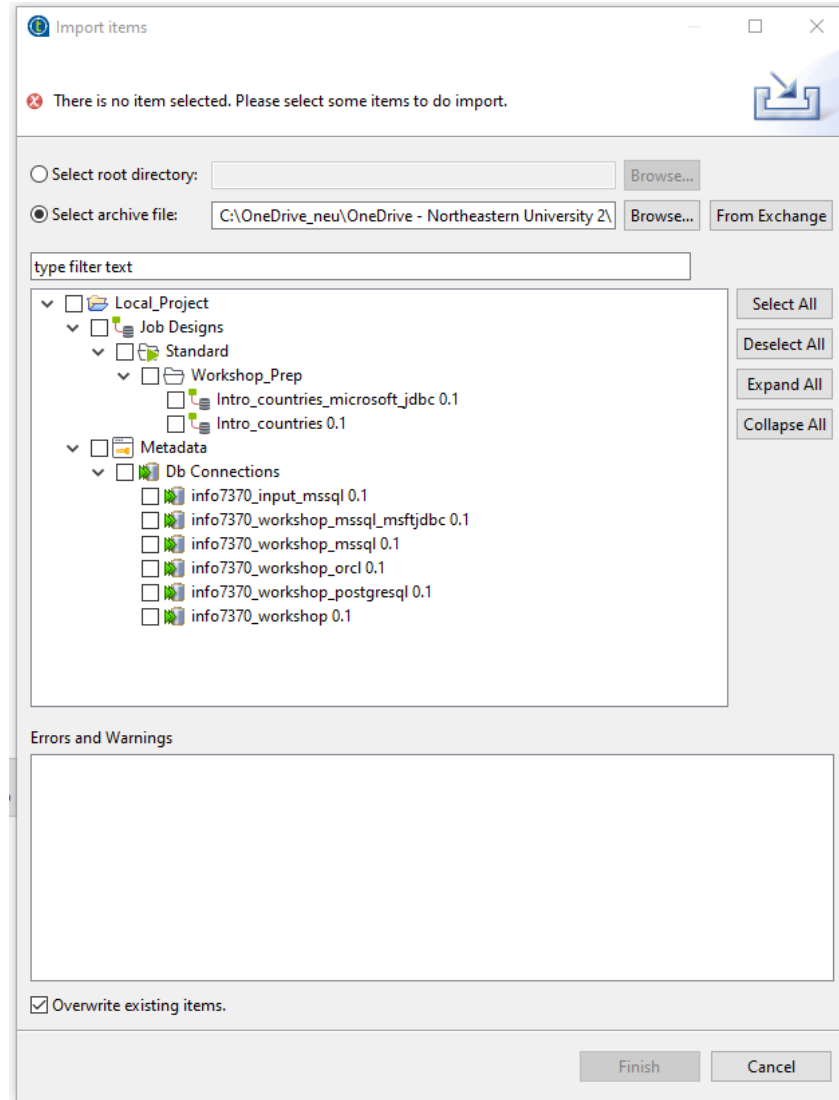 Import items
There is no item selected. Please select some items to do import.
Select root directory: Browse...
Select archive file: C:\OneDrive_neu\OneDrive - Northeastern University 2\ Browse... From Exchange
type filter text
Local_Project
Select All
Job Designs
Standard
Deselect All
Workshop_Prep
Expand All
Intro_countries_microsoft_jdbc 0.1
Intro_countries 0.1
Collapse All
Metadata
Db Connections
info7370_input_mssql 0.1
info7370_workshop_mssql_msftjdbc 0.1
info7370_workshop_mssql 0.1
info7370_workshop_orcl 0.1
info7370_workshop_postgresql 0.1
info7370_workshop 0.1
Errors and Warnings
Overwrite existing items.
Finish Cancel